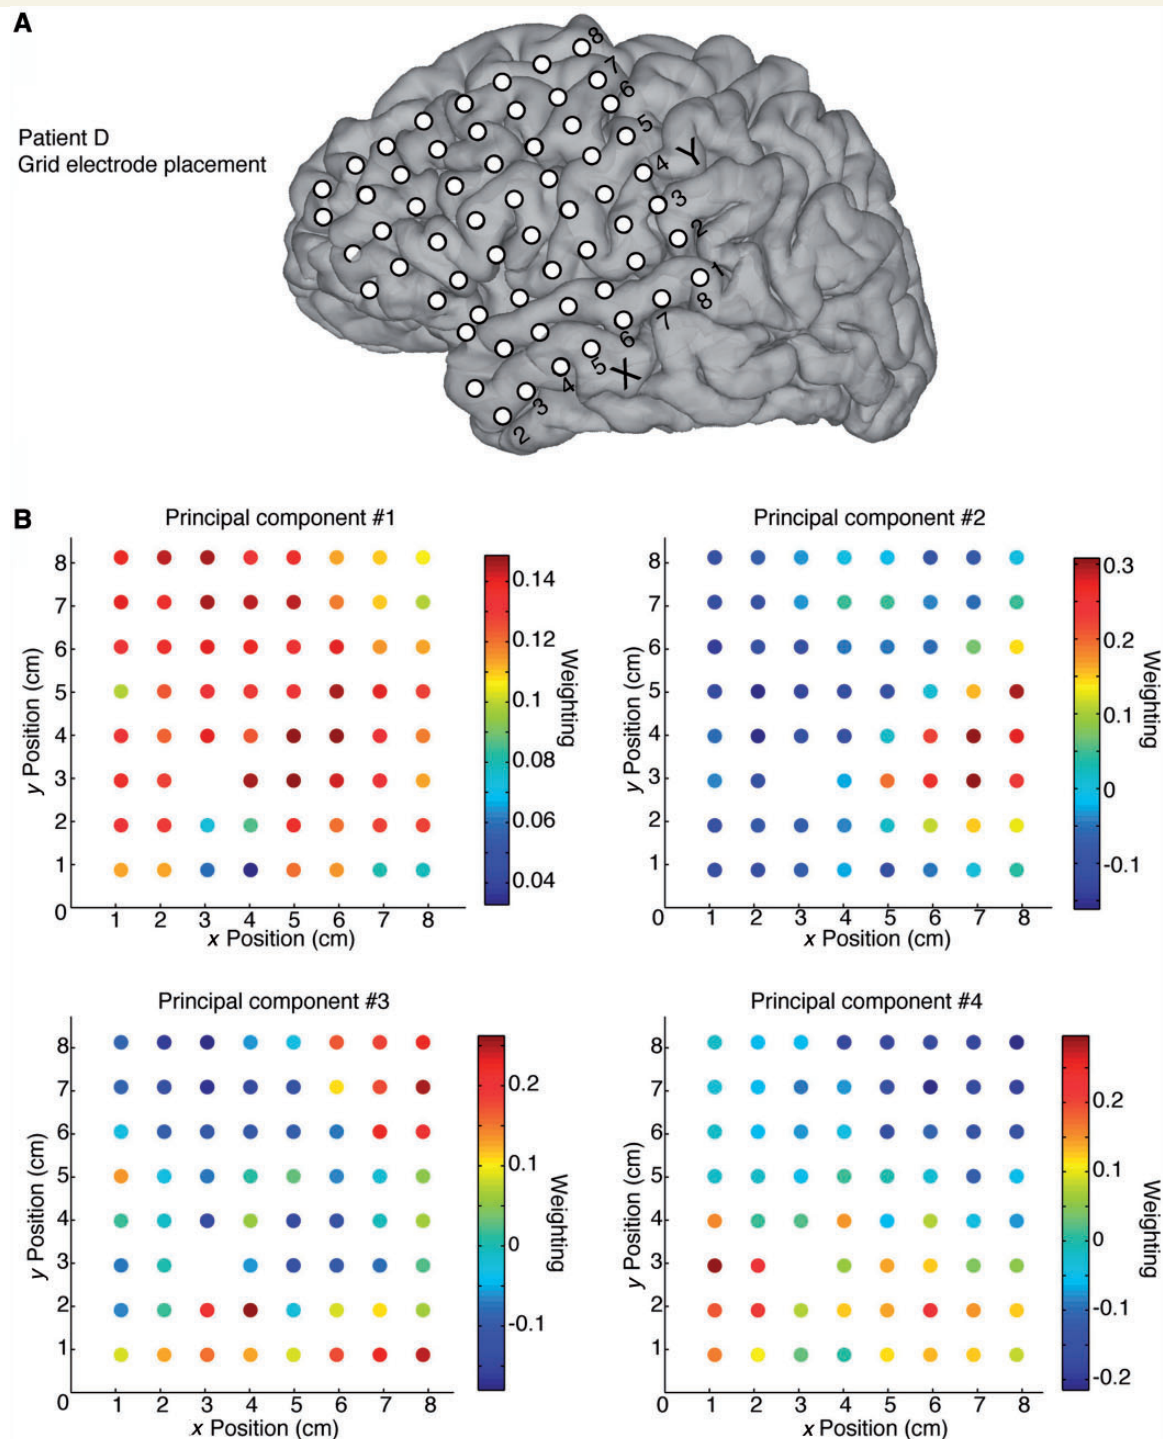 A
Patient D
Grid electrode placement
8
7
6
5
4
Y
3
2
1
8
7
6
5
X
4
3
2
B
Principal component #1
8
7
6
5
4
3
2
1
0
1 2 3 4 5 6 7 8
y Position (cm)
x Position (cm)
0.14
0.12
0.1
0.08
0.06
0.04
Weighting
Principal component #2
8
7
6
5
4
3
2
1
0
1 2 3 4 5 6 7 8
y Position (cm)
x Position (cm)
0.3
0.2
0.1
0
-0.1
Weighting
Principal component #3
8
7
6
5
4
3
2
1
0
1 2 3 4 5 6 7 8
y Position (cm)
x Position (cm)
0.2
0.1
0
-0.1
Weighting
Principal component #4
8
7
6
5
4
3
2
1
0
1 2 3 4 5 6 7 8
y Position (cm)
x Position (cm)
0.2
0.1
0
-0.1
-0.2
Weighting